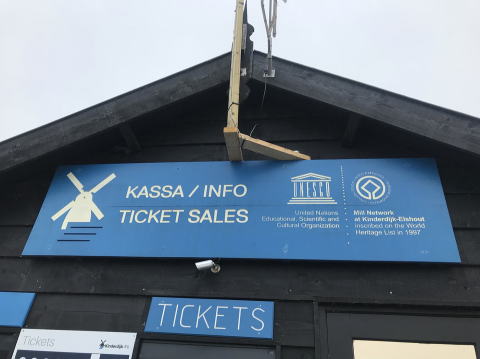 KASSA / INFO
TICKET SALES
UNESCO
United Nations
Educational, Scientific and
Cultural Organization
Mill Network
at Kinderdijk-Elshout
inscribed on the World
Heritage List in 1997
TICKETS
Tickets
Kinderdijk